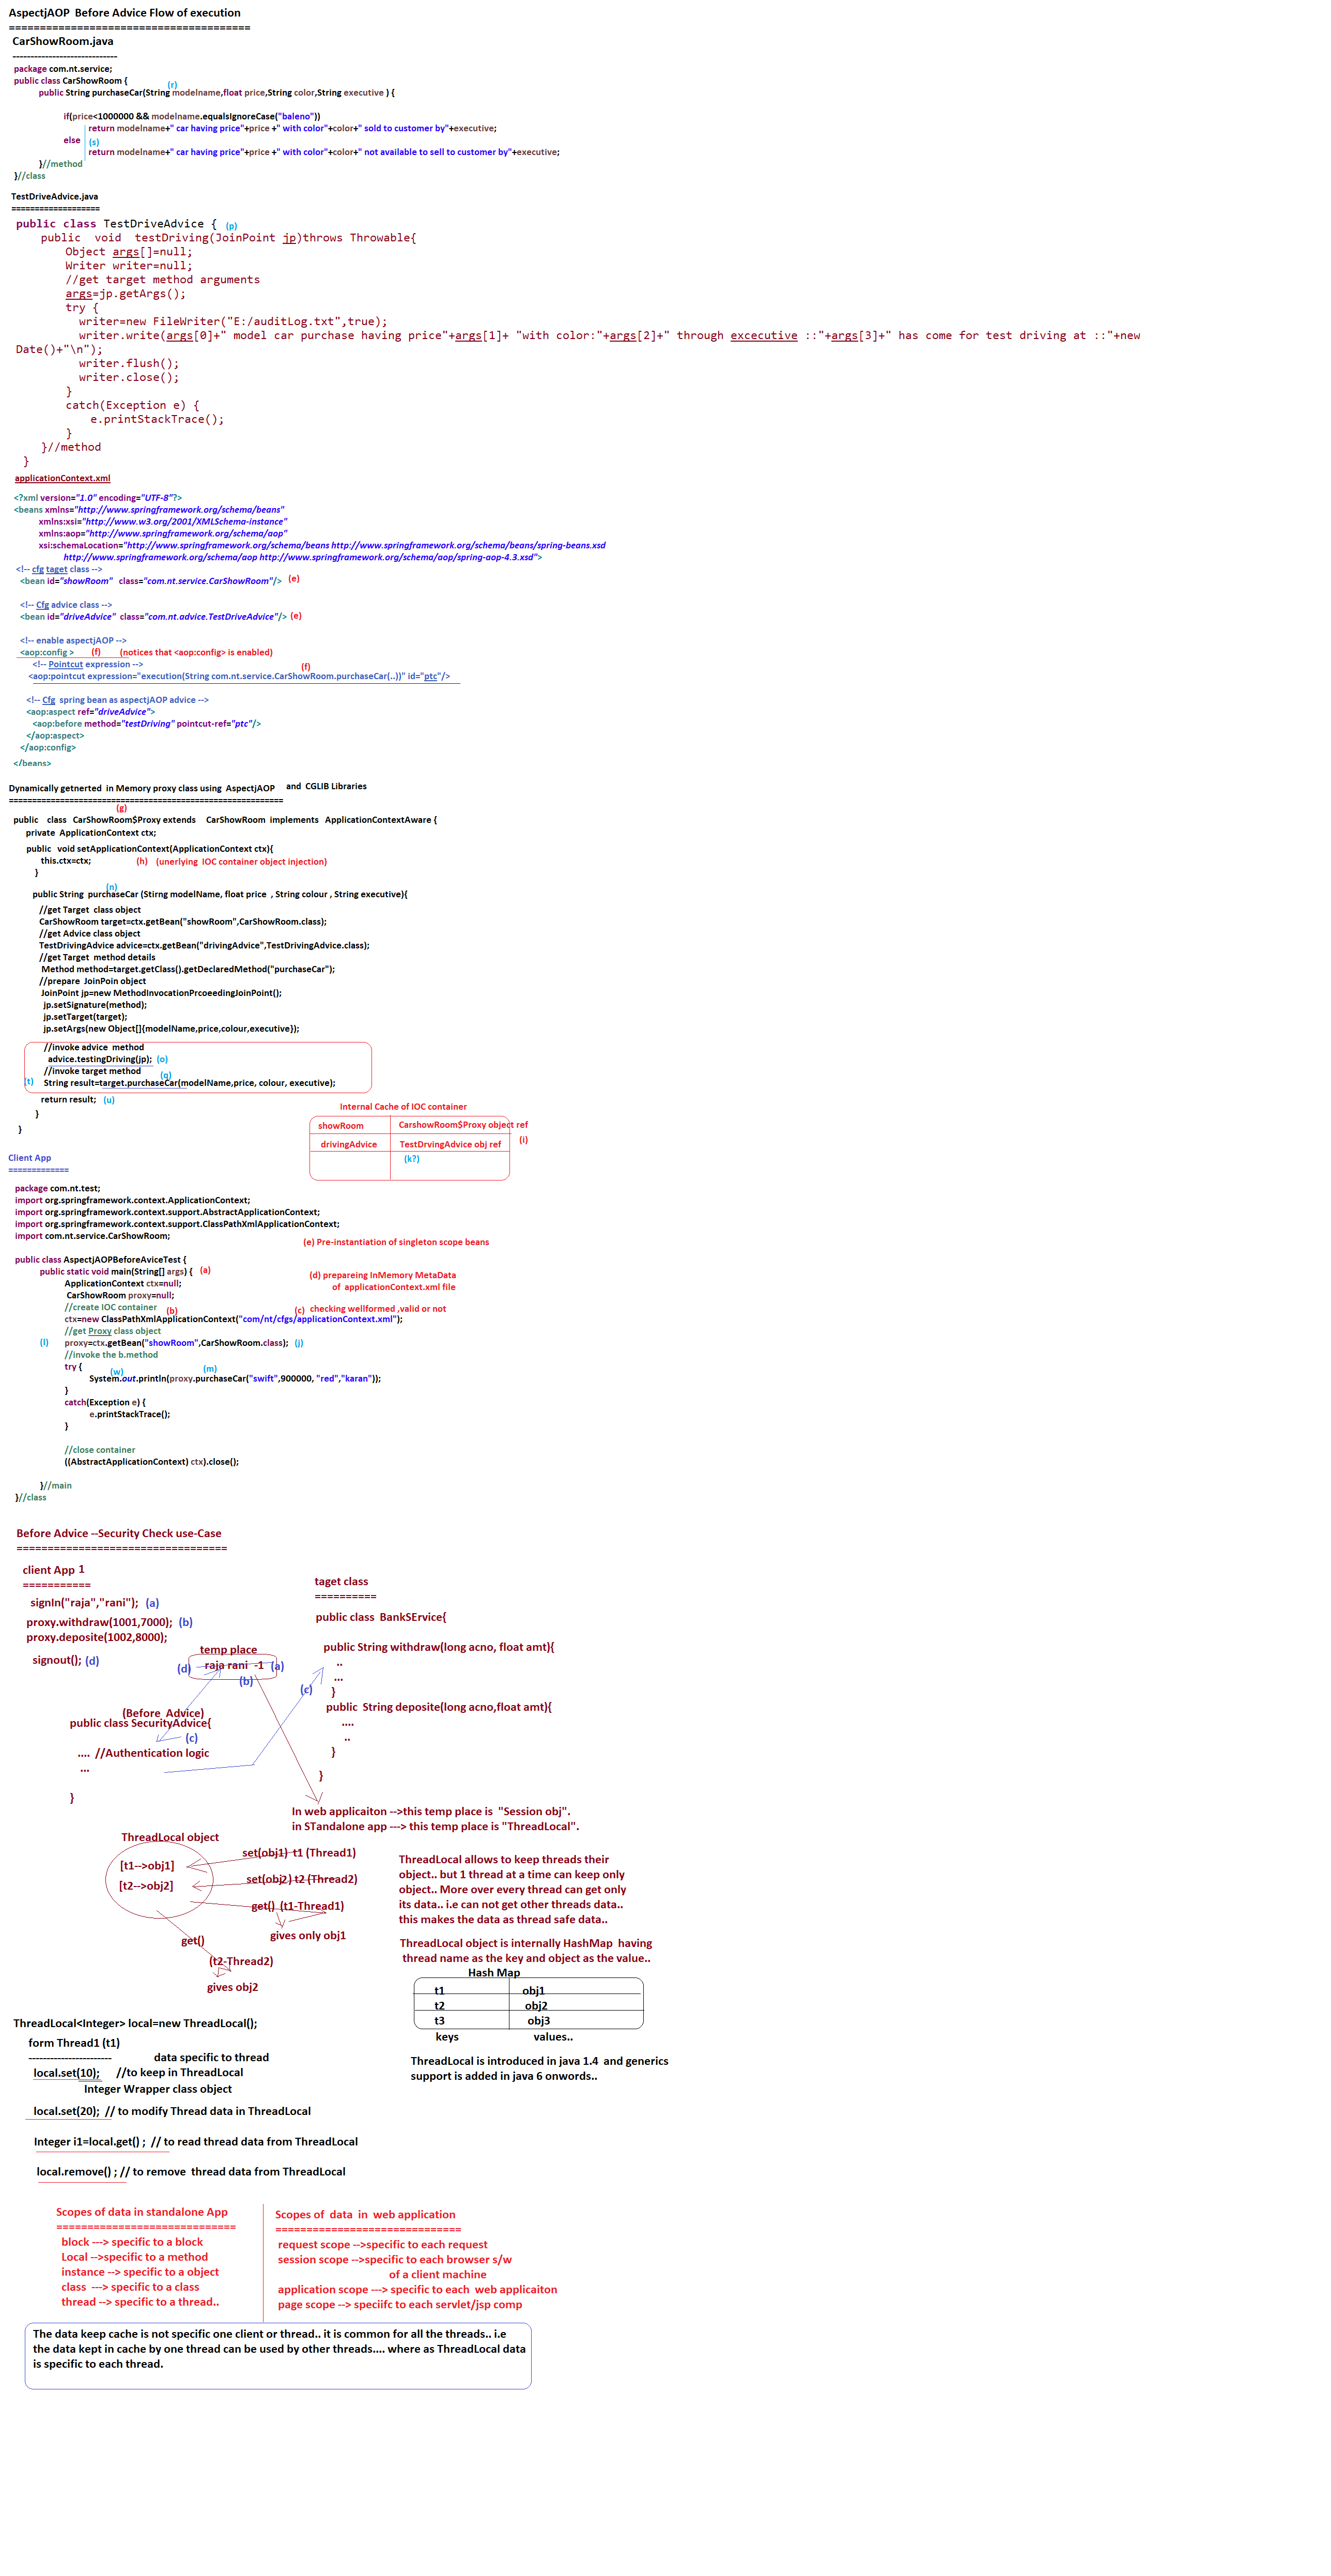 AspectjAOP  Before Advice Flow of execution
=======================================
CarShowRoom.java
-----------------------------
package com.nt.service;
public class CarShowRoom {
(r)
public String purchaseCar(String modelname,float price,String color,String executive ) {
if(price<1000000 && modelname.equalsIgnoreCase("baleno"))
return modelname+" car having price"+price +" with color"+color+" sold to customer by"+executive;
else (s)
return modelname+" car having price"+price +" with color"+color+" not available to sell to customer by"+executive;
}//method
}//class
TestDriveAdvice.java
===================
public class TestDriveAdvice { (p)
public  void  testDriving(JoinPoint jp)throws Throwable{
Object args[]=null;
Writer writer=null;
//get target method arguments
args=jp.getArgs();
try {
writer=new FileWriter("E:/auditLog.txt",true);
writer.write(args[0]+" model car purchase having price"+args[1]+ "with color:"+args[2]+" through excecutive ::"+args[3]+" has come for test driving at ::"+new
Date()+"\n");
writer.flush();
writer.close();
}
catch(Exception e) {
e.printStackTrace();
}
}//method
}
applicationContext.xml
<?xml version="1.0" encoding="UTF-8"?>
<beans xmlns="http://www.springframework.org/schema/beans"
xmlns:xsi="http://www.w3.org/2001/XMLSchema-instance"
xmlns:aop="http://www.springframework.org/schema/aop"
xsi:schemaLocation="http://www.springframework.org/schema/beans http://www.springframework.org/schema/beans/spring-beans.xsd
http://www.springframework.org/schema/aop http://www.springframework.org/schema/aop/spring-aop-4.3.xsd">
<!-- cfg taget class -->
<bean id="showRoom"  class="com.nt.service.CarShowRoom"/> (e)
<!-- Cfg advice class -->
<bean id="driveAdvice"  class="com.nt.advice.TestDriveAdvice"/> (e)
<!-- enable aspectjAOP -->
<aop:config > (f) (notices that <aop:config> is enabled)
<!-- Pointcut expression --> (f)
<aop:pointcut expression="execution(String com.nt.service.CarShowRoom.purchaseCar(..))" id="ptc"/>
<!-- Cfg  spring bean as aspectjAOP advice -->
<aop:aspect ref="driveAdvice">
<aop:before method="testDriving" pointcut-ref="ptc"/>
</aop:aspect>
</aop:config>
</beans>
Dynamically getnerted  in Memory proxy class using  AspectjAOP and  CGLIB Libraries
=============================================================
(g)
public   class  CarShowRoom$Proxy extends   CarShowRoom  implements  ApplicationContextAware {
private  ApplicationContext ctx;
public  void setApplicationContext(ApplicationContext ctx){
this.ctx=ctx; (h) (unerlying  IOC container object injection)
}
(n)
public String  purchaseCar (Stirng modelName, float price  , String colour , String executive){
//get Target  class object
CarShowRoom target=ctx.getBean("showRoom",CarShowRoom.class);
//get Advice class object
TestDrivingAdvice advice=ctx.getBean("drivingAdvice",TestDrivingAdvice.class);
//get Target  method details
Method method=target.getClass().getDeclaredMethod("purchaseCar");
//prepare  JoinPoin object
JoinPoint jp=new MethodInvocationPrcoeedingJoinPoint();
jp.setSignature(method);
jp.setTarget(target);
jp.setArgs(new Object[]{modelName,price,colour,executive});
//invoke advice  method
advice.testingDriving(jp); (o)
//invoke target method (q)
(t) String result=target.purchaseCar(modelName,price, colour, executive);
return result; (u)
}
}
Internal Cache of IOC container
showRoom CarshowRoom$Proxy object ref
(i)
drivingAdvice TestDrvingAdvice obj ref
(k?)
Client App
=============
package com.nt.test;
import org.springframework.context.ApplicationContext;
import org.springframework.context.support.AbstractApplicationContext;
import org.springframework.context.support.ClassPathXmlApplicationContext;
import com.nt.service.CarShowRoom;
(e) Pre-instantiation of singleton scope beans
public class AspectjAOPBeforeAviceTest {
public static void main(String[] args) { (a)
(d) prepareing InMemory MetaData
of  applicationContext.xml file
ApplicationContext ctx=null;
CarShowRoom proxy=null;
//create IOC container (b) (c) checking wellformed ,valid or not
ctx=new ClassPathXmlApplicationContext("com/nt/cfgs/applicationContext.xml");
//get Proxy class object
(l) proxy=ctx.getBean("showRoom",CarShowRoom.class); (j)
//invoke the b.method
try { (w) (m)
System.out.println(proxy.purchaseCar("swift",900000, "red","karan"));
}
catch(Exception e) {
e.printStackTrace();
}
//close container
((AbstractApplicationContext) ctx).close();
}//main
}//class
Before Advice --Security Check use-Case
==================================
client App 1
===========
signIn("raja","rani"); (a)
proxy.withdraw(1001,7000); (b)
proxy.deposite(1002,8000);
signout(); (d)
temp place
(d) raja rani  -1 (a)
(b)
(c)
taget class
==========
public class  BankSErvice{
public String withdraw(long acno, float amt){
..
...
}
public  String deposite(long acno,float amt){
....
..
}
}
(Before  Advice)
public class SecurityAdvice{
(c)
....  //Authentication logic
...
}
In web applicaiton -->this temp place is  "Session obj".
in STandalone app ---> this temp place is "ThreadLocal".
ThreadLocal object
[t1-->obj1]
[t2-->obj2]
set(obj1)  t1 (Thread1)
set(obj2) t2 (Thread2)
get()  (t1-Thread1)
gives only obj1
get()
(t2-Thread2)
gives obj2
ThreadLocal allows to keep threads their
object.. but 1 thread at a time can keep only
object.. More over every thread can get only
its data.. i.e can not get other threads data..
this makes the data as thread safe data..
ThreadLocal object is internally HashMap  having
thread name as the key and object as the value..
Hash Map
t1 obj1
t2 obj2
t3 obj3
keys values..
ThreadLocal is introduced in java 1.4  and generics
support is added in java 6 onwords..
ThreadLocal<Integer> local=new ThreadLocal();
form Thread1 (t1)
-----------------------
data specific to thread
local.set(10);  //to keep in ThreadLocal
Integer Wrapper class object
local.set(20);  // to modify Thread data in ThreadLocal
Integer i1=local.get() ;  // to read thread data from ThreadLocal
local.remove() ; // to remove  thread data from ThreadLocal
Scopes of data in standalone App
=============================
block ---> specific to a block
Local -->specific to a method
instance --> specific to a object
class  ---> specific to a class
thread --> specific to a thread..
Scopes of  data  in  web application
==============================
request scope -->specific to each request
session scope -->specific to each browser s/w
of a client machine
application scope ---> specific to each  web applicaiton
page scope --> speciifc to each servlet/jsp comp
The data keep cache is not specific one client or thread.. it is common for all the threads.. i.e
the data kept in cache by one thread can be used by other threads.... where as ThreadLocal data
is specific to each thread.